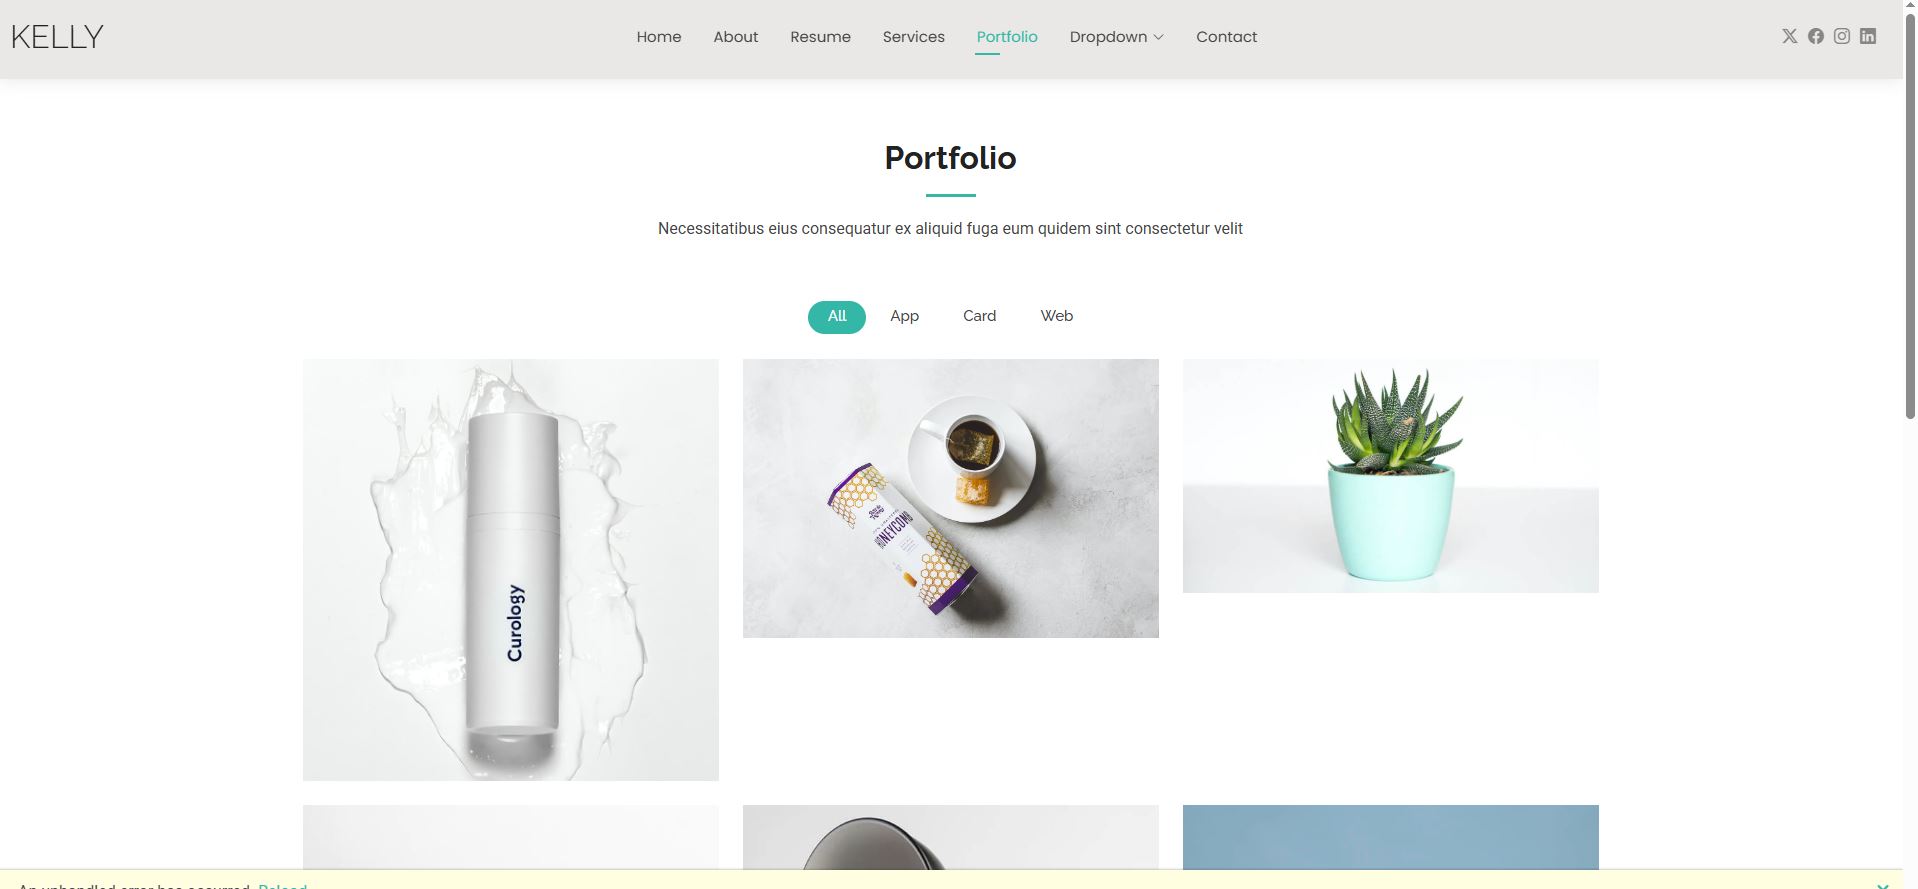 KELLY
Home About Resume Services Portfolio Dropdown Contact
Portfolio
Necessitatibus eius consequatur ex aliquid fuga eum quidem sint consectetur velit
All App Card Web
Curology
HONEYCOMB
An unhandled error has occurred. Reload